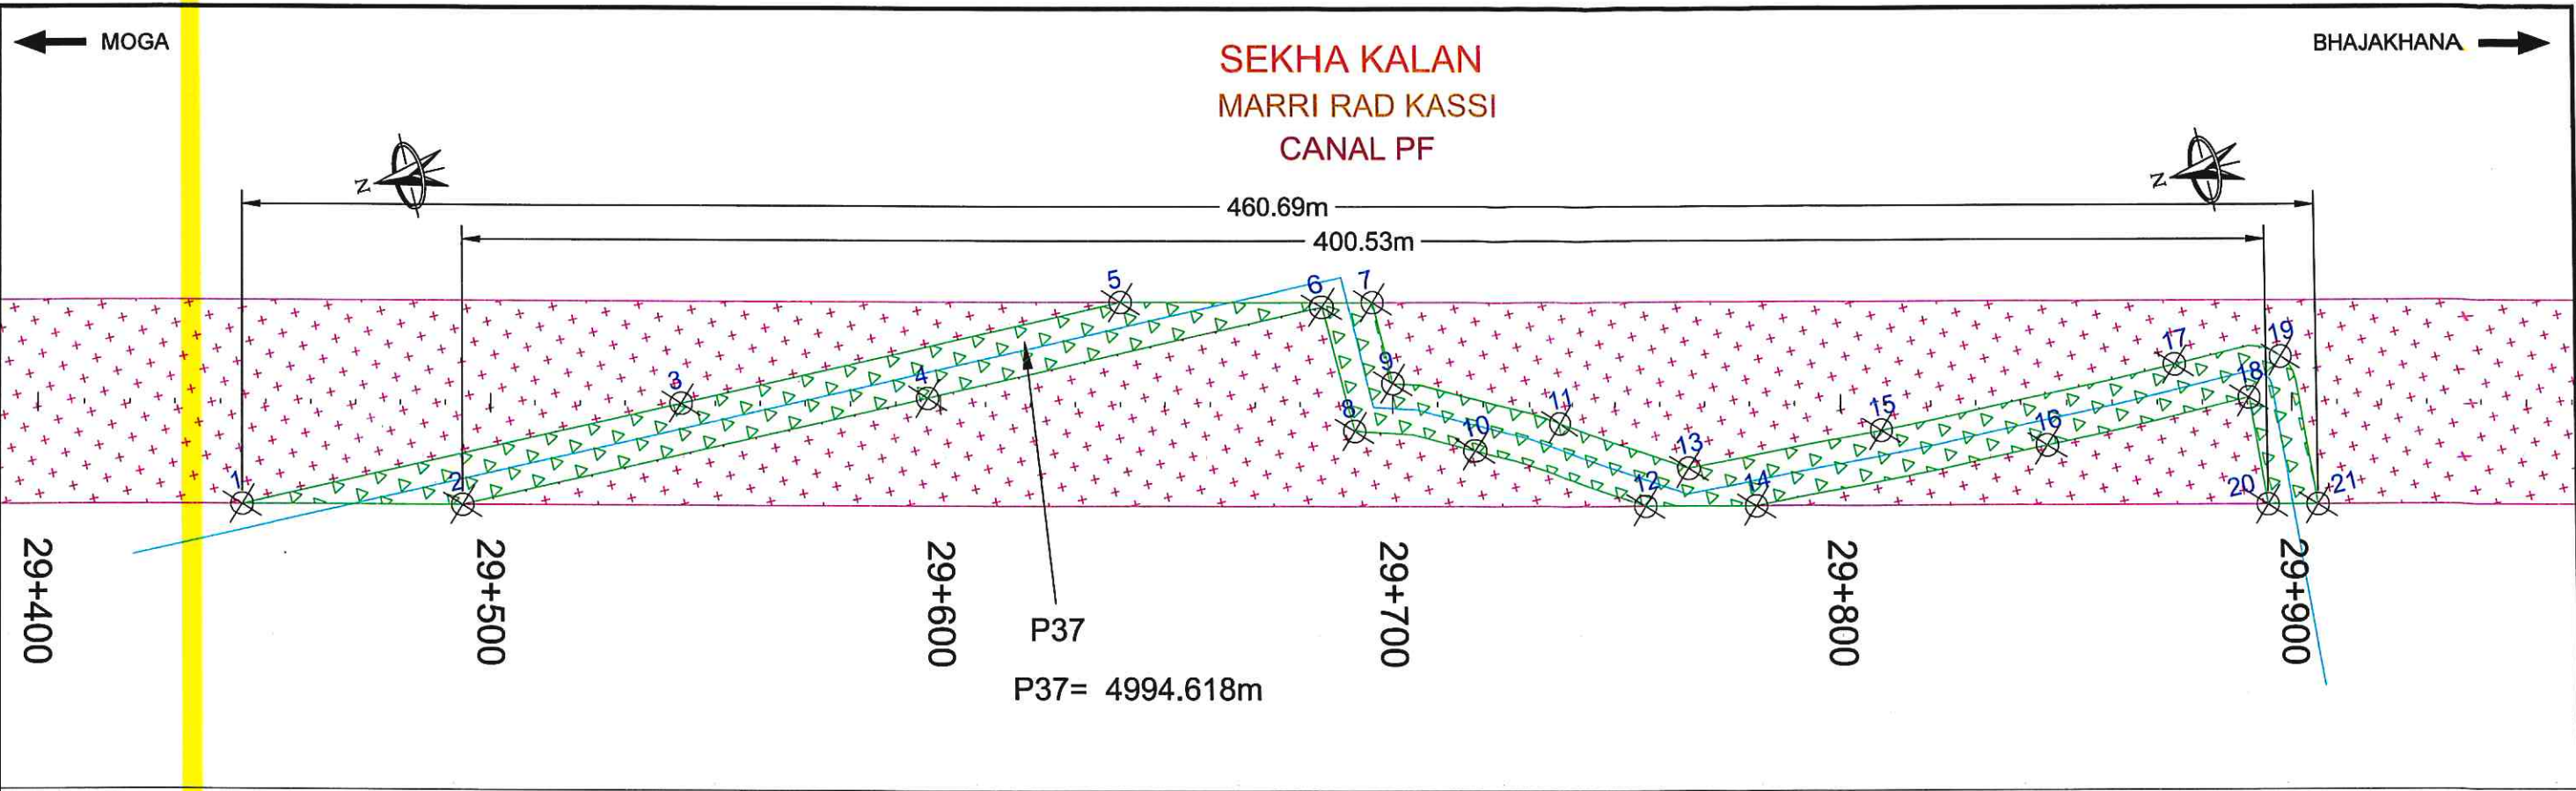 MOGA
BHAJAKHANA
SEKHA KALAN
MARRI RAD KASSI
CANAL PF
Z
Z
460.69m
400.53m
1
2
3
4
5
6
7
8
9
10
11
12
13
14
15
16
17
18
19
20
21
29+400
29+500
29+600
29+700
29+800
29+900
P37
P37= 4994.618m